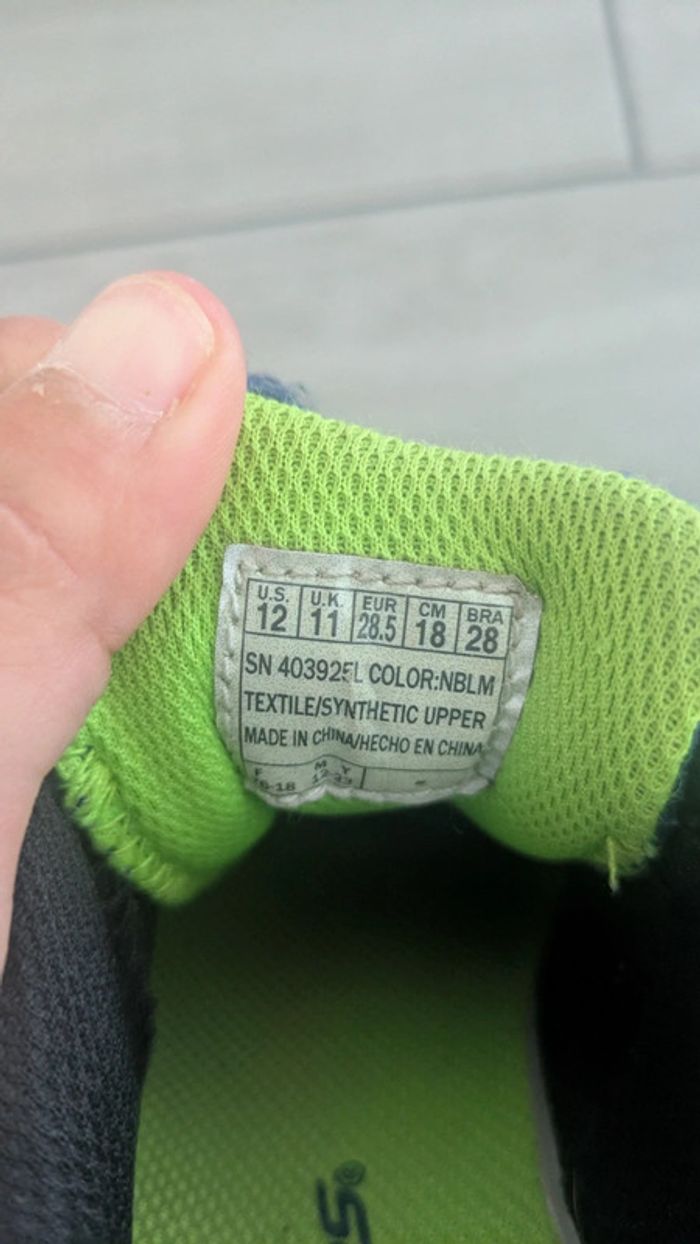 U.S. U.K. EUR CM BRA
12 11 28.5 18 28
SN 403925L COLOR:NBLM
TEXTILE/SYNTHETIC UPPER
MADE IN CHINA/HECHO EN CHINA
F M Y
S®